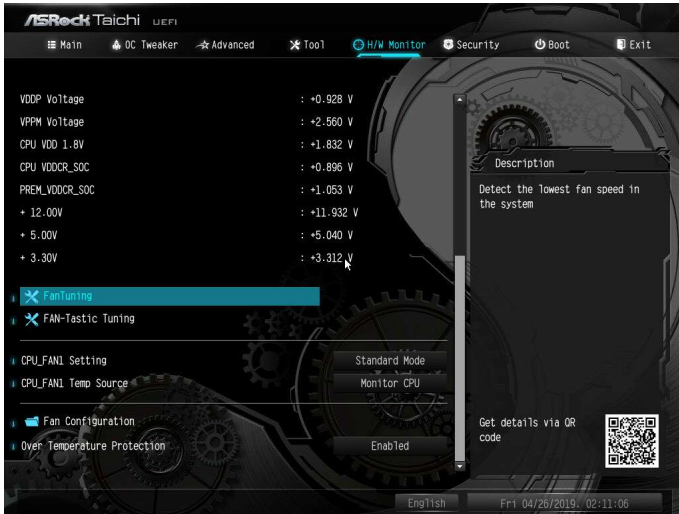 ASRock Taichi UEFI
Main OC Tweaker Advanced Tool H/W Monitor Security Boot Exit
VDDP Voltage : +0.928 V
VPPM Voltage : +2.560 V
CPU VDD 1.8V : +1.832 V
CPU VDDCR_SOC : +0.896 V
PREM_VDDCR_SOC : +1.053 V
+ 12.00V : +11.932 V
+ 5.00V : +5.040 V
+ 3.30V : +3.312 V
FanTuning
FAN-Tastic Tuning
CPU_FAN1 Setting Standard Mode
CPU_FAN1 Temp Source Monitor CPU
Fan Configuration
Over Temperature Protection Enabled
Description
Detect the lowest fan speed in
the system
Get details via QR
code
English Fri 04/26/2019. 02:11:06